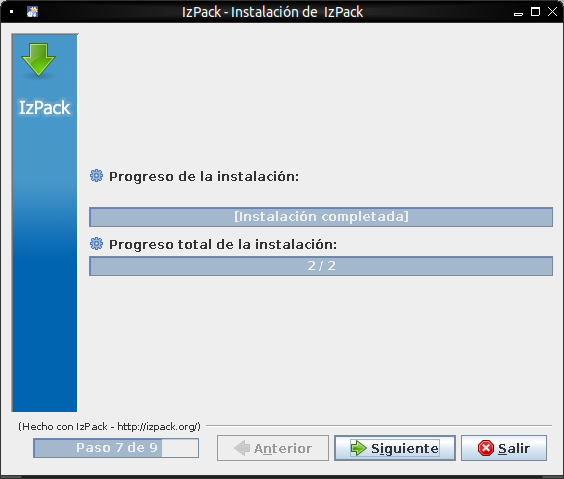 IzPack - Instalación de  IzPack
IzPack
Progreso de la instalación:
[Instalación completada]
Progreso total de la instalación:
2 / 2
(Hecho con IzPack - http://izpack.org/)
Paso 7 de 9
Anterior
Siguiente
Salir